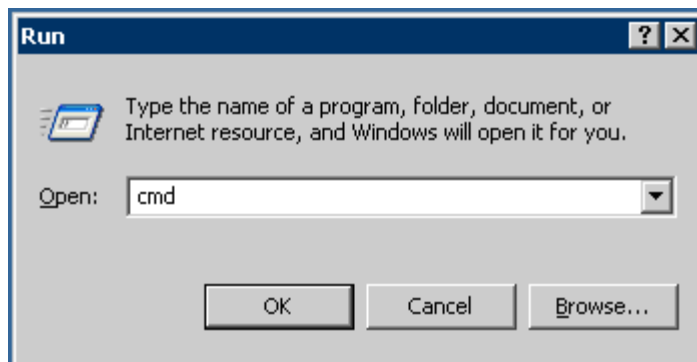 Run
Type the name of a program, folder, document, or
Internet resource, and Windows will open it for you.
Open: cmd
OK Cancel Browse...